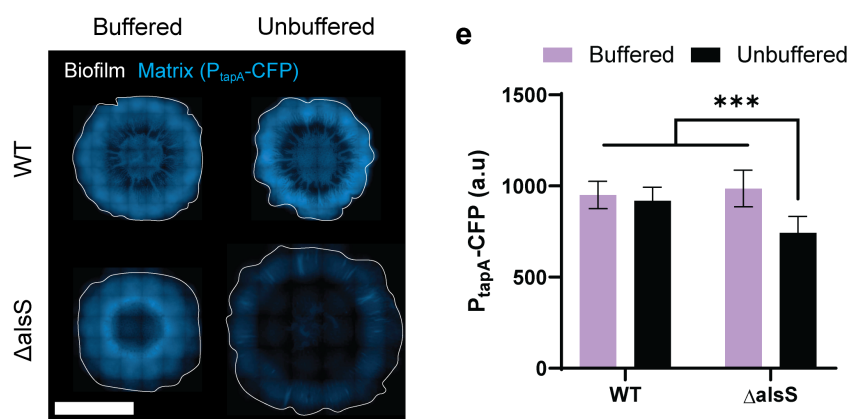 Buffered Unbuffered
Biofilm Matrix (PtapA-CFP)
WT
ΔalsS
e
Buffered Unbuffered
***
PtapA-CFP (a.u)
1500
1000
500
0
WT ΔalsS